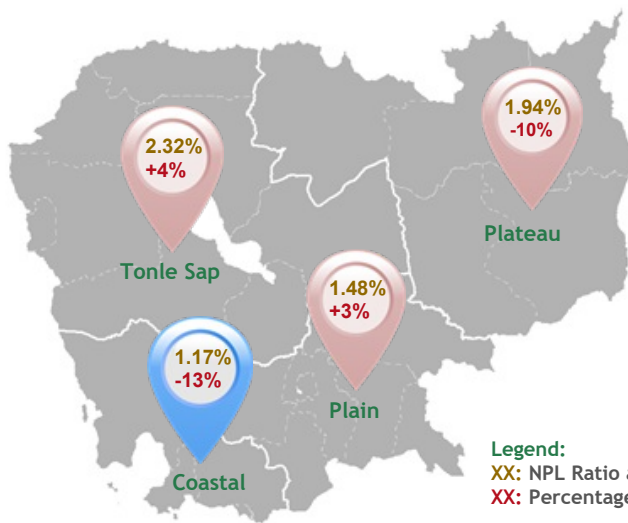 1.94%
-10%
Plateau
2.32%
+4%
Tonle Sap
1.48%
+3%
Plain
1.17%
-13%
Coastal
Legend:
XX: NPL Ratio
XX: Percentage